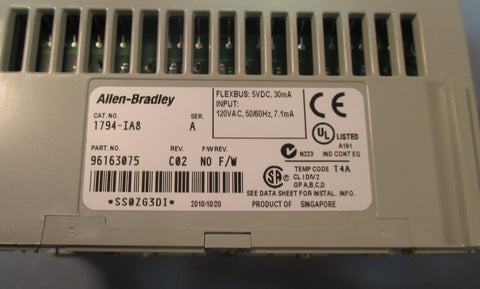 Allen-Bradley
CAT. NO. SER.
1794-IA8 A
PART NO. REV. F/W REV.
96163075 C02 NO F/W
*SS0ZG3DI* 2010/10/20
FLEXBUS: 5VDC, 30mA
INPUT:
120VAC, 50/60Hz, 7.1mA
CE
UL LISTED
A191
N223 IND CONT EQ
TEMP CODE T4A
SA CL I DIV 2
GP A,B,C,D
SEE DATA SHEET FOR INSTAL. INFO.
PRODUCT OF SINGAPORE